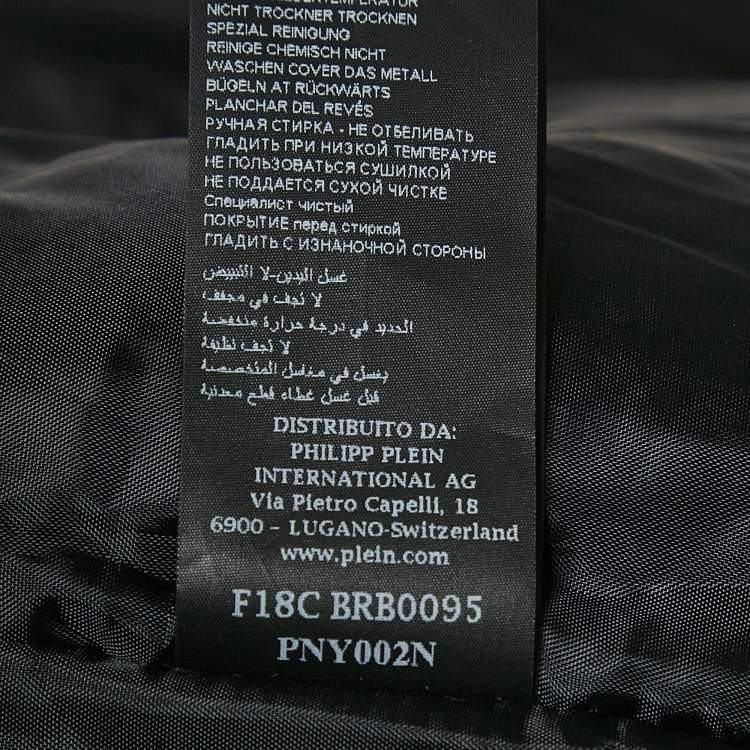 NICHT TROCKNER TROCKNEN
SPEZIAL REINIGUNG
REINIGE CHEMISCH NICHT
WASCHEN COVER DAS METALL
BÜGELN AT RÜCKWÄRTS
PLANCHAR DEL REVÉS
РУЧНАЯ СТИРКА - НЕ ОТБЕЛИВАТЬ
ГЛАДИТЬ ПРИ НИЗКОЙ ТЕМПЕРАТУРЕ
НЕ ПОЛЬЗОВАТЬСЯ СУШИЛКОЙ
НЕ ПОДДАЕТСЯ СУХОЙ ЧИСТКЕ
Специалист чистый
ПОКРЫТИЕ перед стиркой
ГЛАДИТЬ С ИЗНАНОЧНОЙ СТОРОНЫ
غسل اليدين-لا التبييض
لا تجف في مجفف
الحديد في درجة حرارة منخفضة
لا تجف نظيفة
يغسل في مغاسل المتخصصة
قبل غسل غطاء قطع معدنية
DISTRIBUITO DA:
PHILIPP PLEIN
INTERNATIONAL AG
Via Pietro Capelli, 18
6900 - LUGANO-Switzerland
www.plein.com
F18C BRB0095
PNY002N